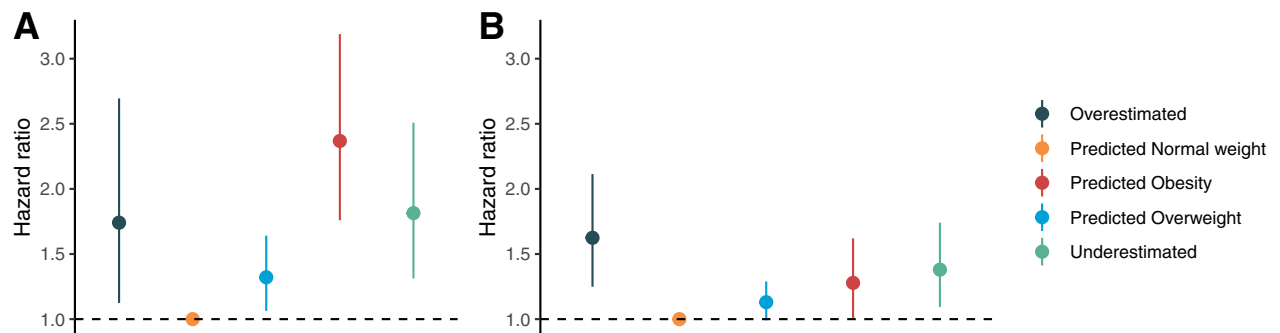 A
Hazard ratio
3.0
2.5
2.0
1.5
1.0
B
Hazard ratio
3.0
2.5
2.0
1.5
1.0
Overestimated
Predicted Normal weight
Predicted Obesity
Predicted Overweight
Underestimated